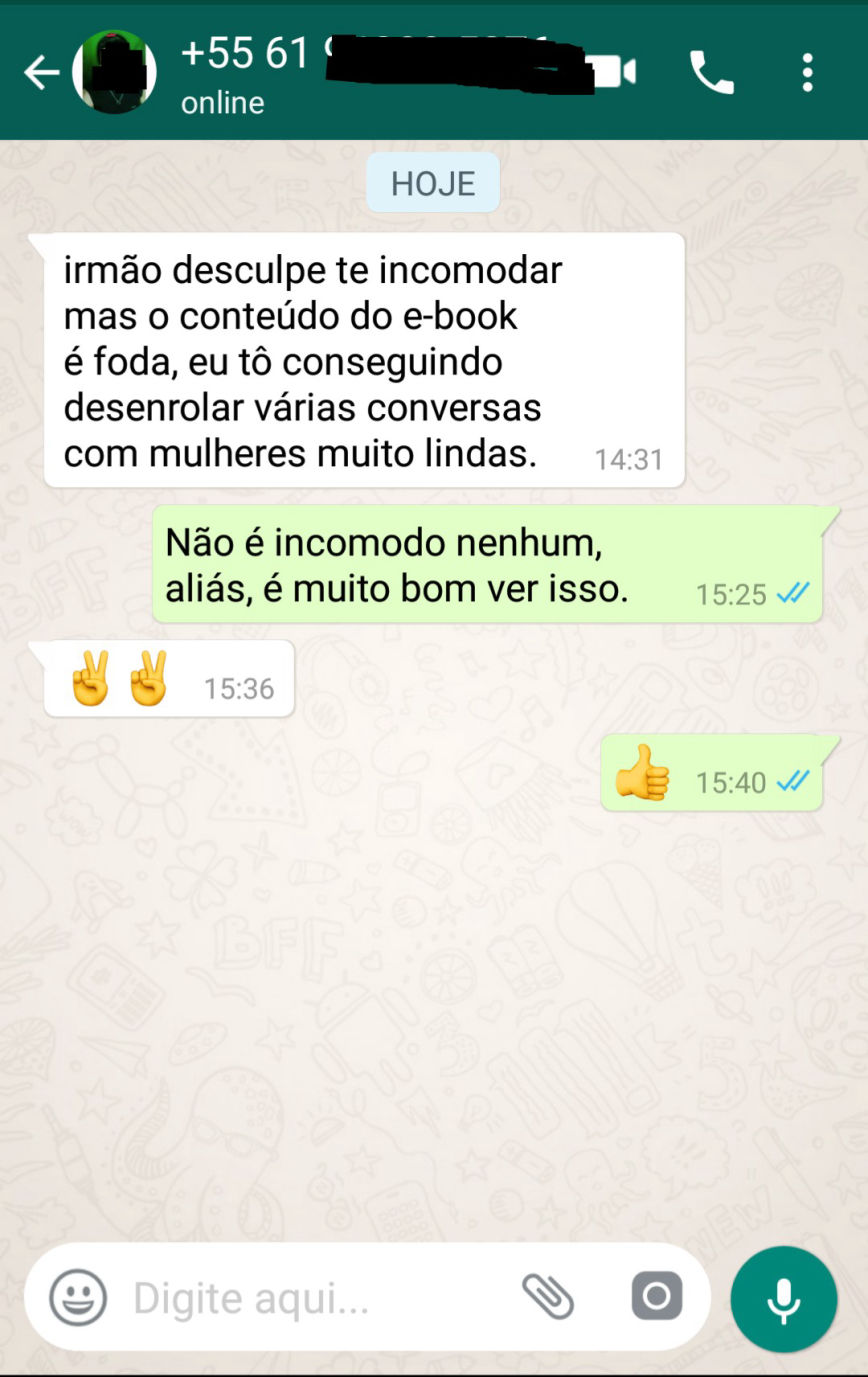 +55 61
online
HOJE
irmão desculpe te incomodar
mas o conteúdo do e-book
é foda, eu tô conseguindo
desenrolar várias conversas
com mulheres muito lindas. 14:31
Não é incomodo nenhum,
aliás, é muito bom ver isso. 15:25
✌✌ 15:36
👍 15:40
Digite aqui...